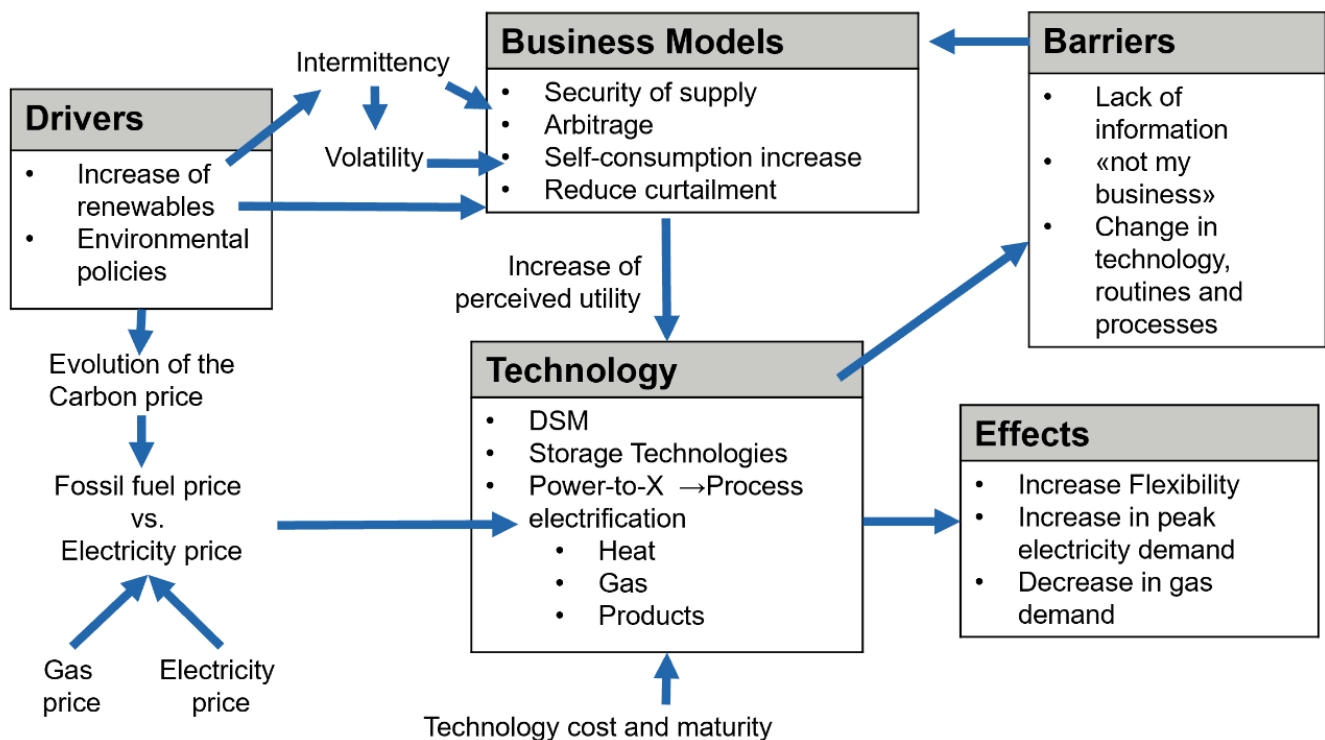 Drivers
• Increase of
renewables
• Environmental
policies
Intermittency
Volatility
Business Models
• Security of supply
• Arbitrage
• Self-consumption increase
• Reduce curtailment
Barriers
• Lack of
information
• «not my
business»
• Change in
technology,
routines and
processes
Increase of
perceived utility
Evolution of the
Carbon price
Fossil fuel price
vs.
Electricity price
Gas
price
Electricity
price
Technology
• DSM
• Storage Technologies
• Power-to-X →Process
electrification
• Heat
• Gas
• Products
Technology cost and maturity
Effects
• Increase Flexibility
• Increase in peak
electricity demand
• Decrease in gas
demand